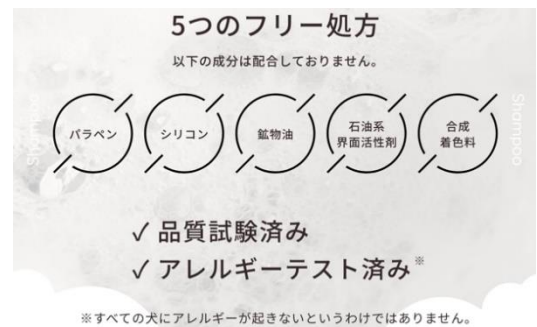 5つのフリー処方
以下の成分は配合しておりません。
パラベン
シリコン
鉱物油
石油系
界面活性剤
合成
着色料
Shampoo
Shampoo
✓ 品質試験済み
✓ アレルギーテスト済み※
※すべての犬にアレルギーが起きないというわけではありません。